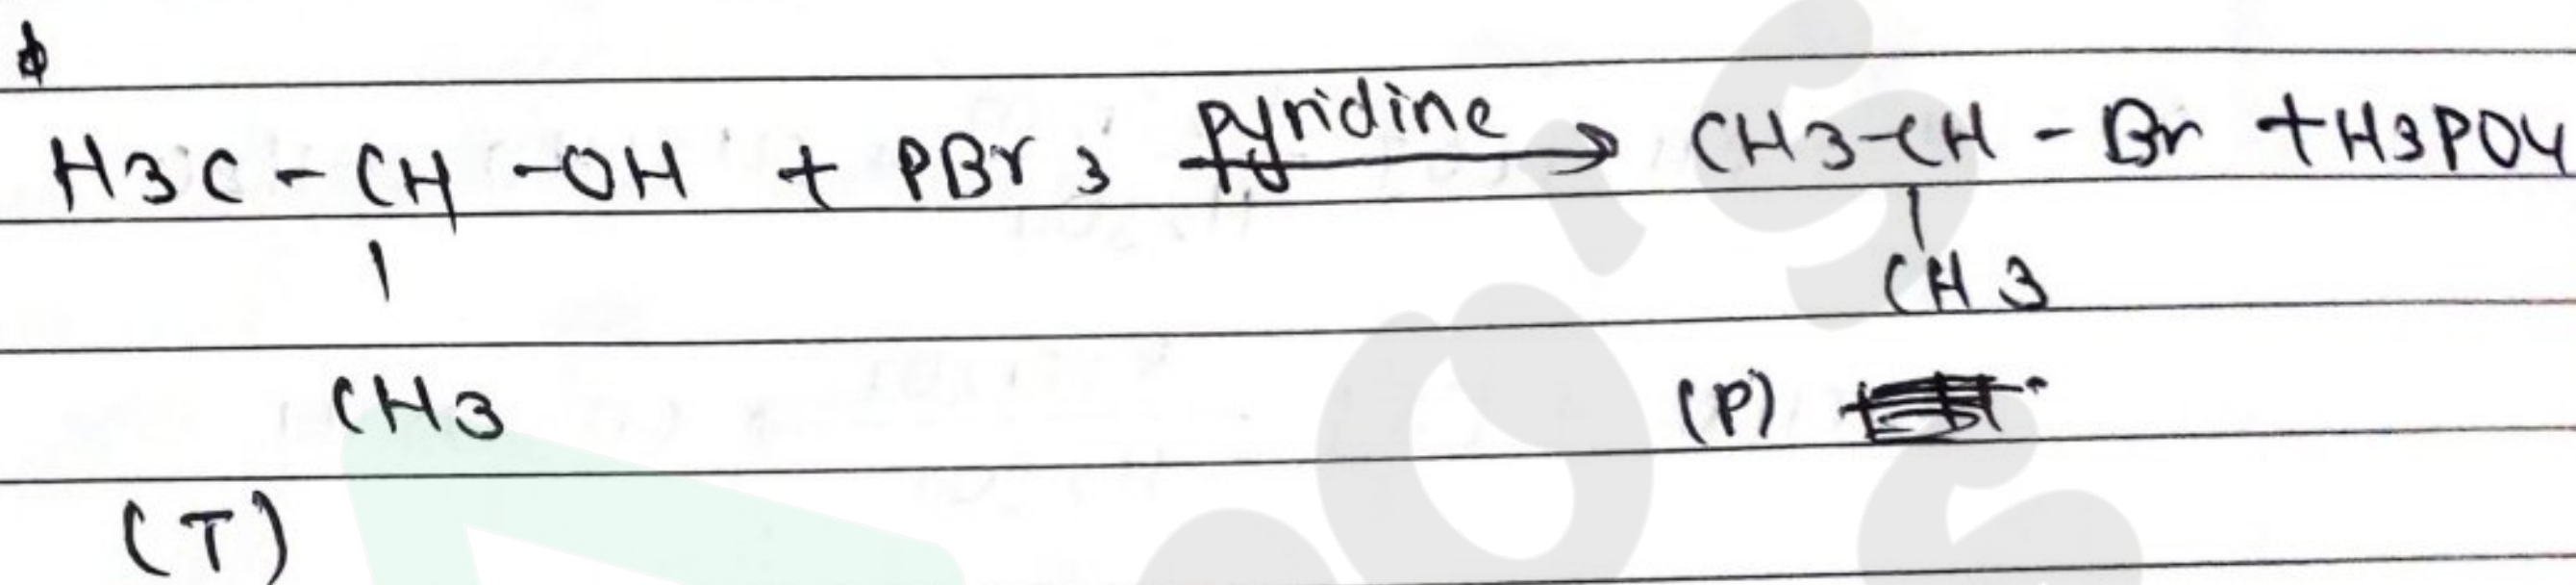 H3C - CH - OH + PBr3 pyridine → CH3-CH - Br + H3PO4
|
CH3
|
CH3
(P)
(T)